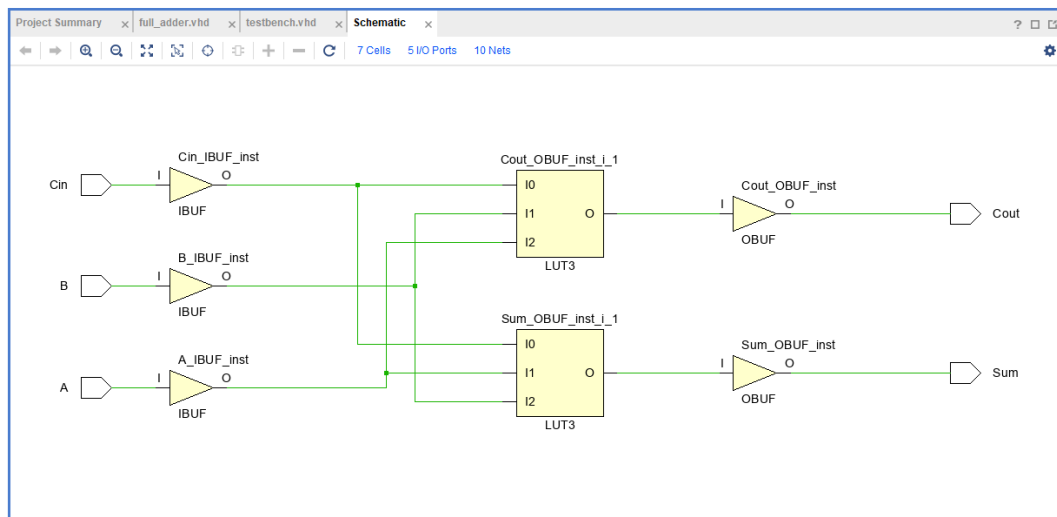 Project Summary × full_adder.vhd × testbench.vhd × Schematic × ?
7 Cells 5 I/O Ports 10 Nets
Cin_IBUF_inst
Cin I O
IBUF
B_IBUF_inst
B I O
IBUF
A_IBUF_inst
A I O
IBUF
Cout_OBUF_inst_i_1
I0
I1 O
I2
LUT3
Sum_OBUF_inst_i_1
I0
I1 O
I2
LUT3
Cout_OBUF_inst
I O Cout
OBUF
Sum_OBUF_inst
I O Sum
OBUF